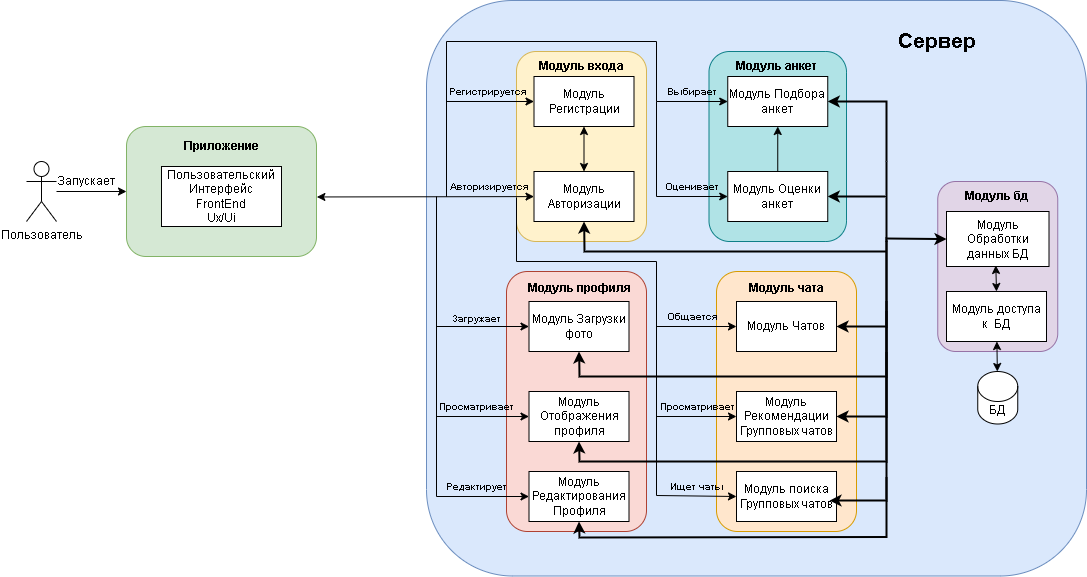 Сервер
Пользователь
Запускает
Приложение
Пользовательский
Интерфейс
FrontEnd
Ux/Ui
Модуль входа
Регистрируется
Модуль
Регистрации
Авторизируется
Модуль
Авторизации
Модуль анкет
Выбирает
Модуль Подбора
анкет
Оценивает
Модуль Оценки
анкет
Модуль профиля
Загружает
Модуль Загрузки
фото
Просматривает
Модуль
Отображения
профиля
Редактирует
Модуль
Редактирования
Профиля
Модуль чата
Общается
Модуль Чатов
Просматривает
Модуль
Рекомендации
Групповых чатов
Ищет чаты
Модуль поиска
Групповых чатов
Модуль бд
Модуль
Обработки
данных БД
Модуль доступа
к БД
БД